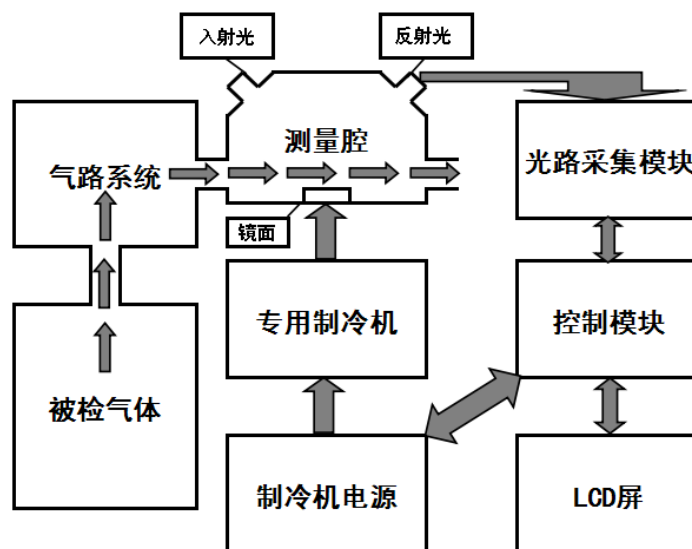 入射光
反射光
测量腔
气路系统
光路采集模块
镜面
专用制冷机
控制模块
被检气体
制冷机电源
LCD屏